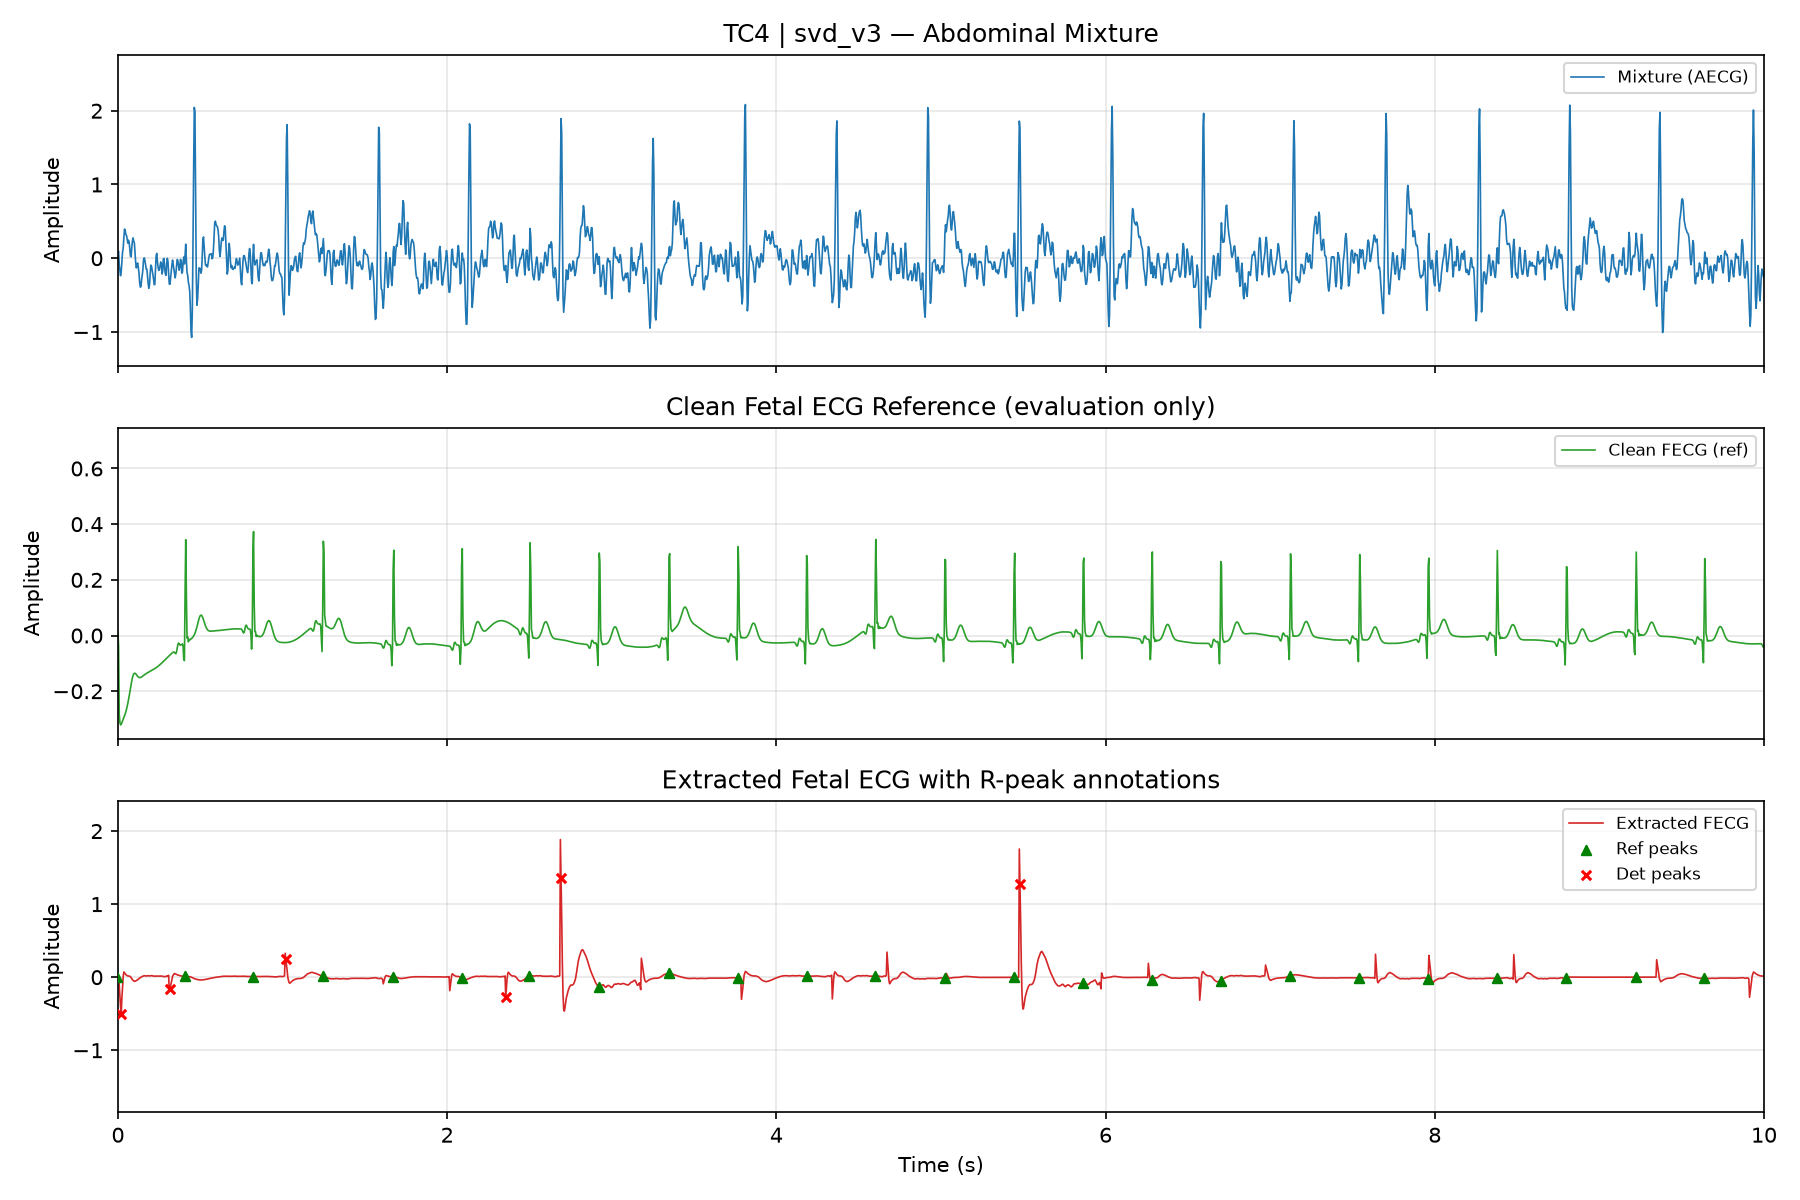 TC4 | svd_v3 — Abdominal Mixture
Mixture (AECG)
Amplitude
2
1
0
−1
Clean Fetal ECG Reference (evaluation only)
Clean FECG (ref)
Amplitude
0.6
0.4
0.2
0.0
−0.2
Extracted Fetal ECG with R-peak annotations
Extracted FECG
Ref peaks
Det peaks
Amplitude
2
1
0
−1
0 2 4 6 8 10
Time (s)